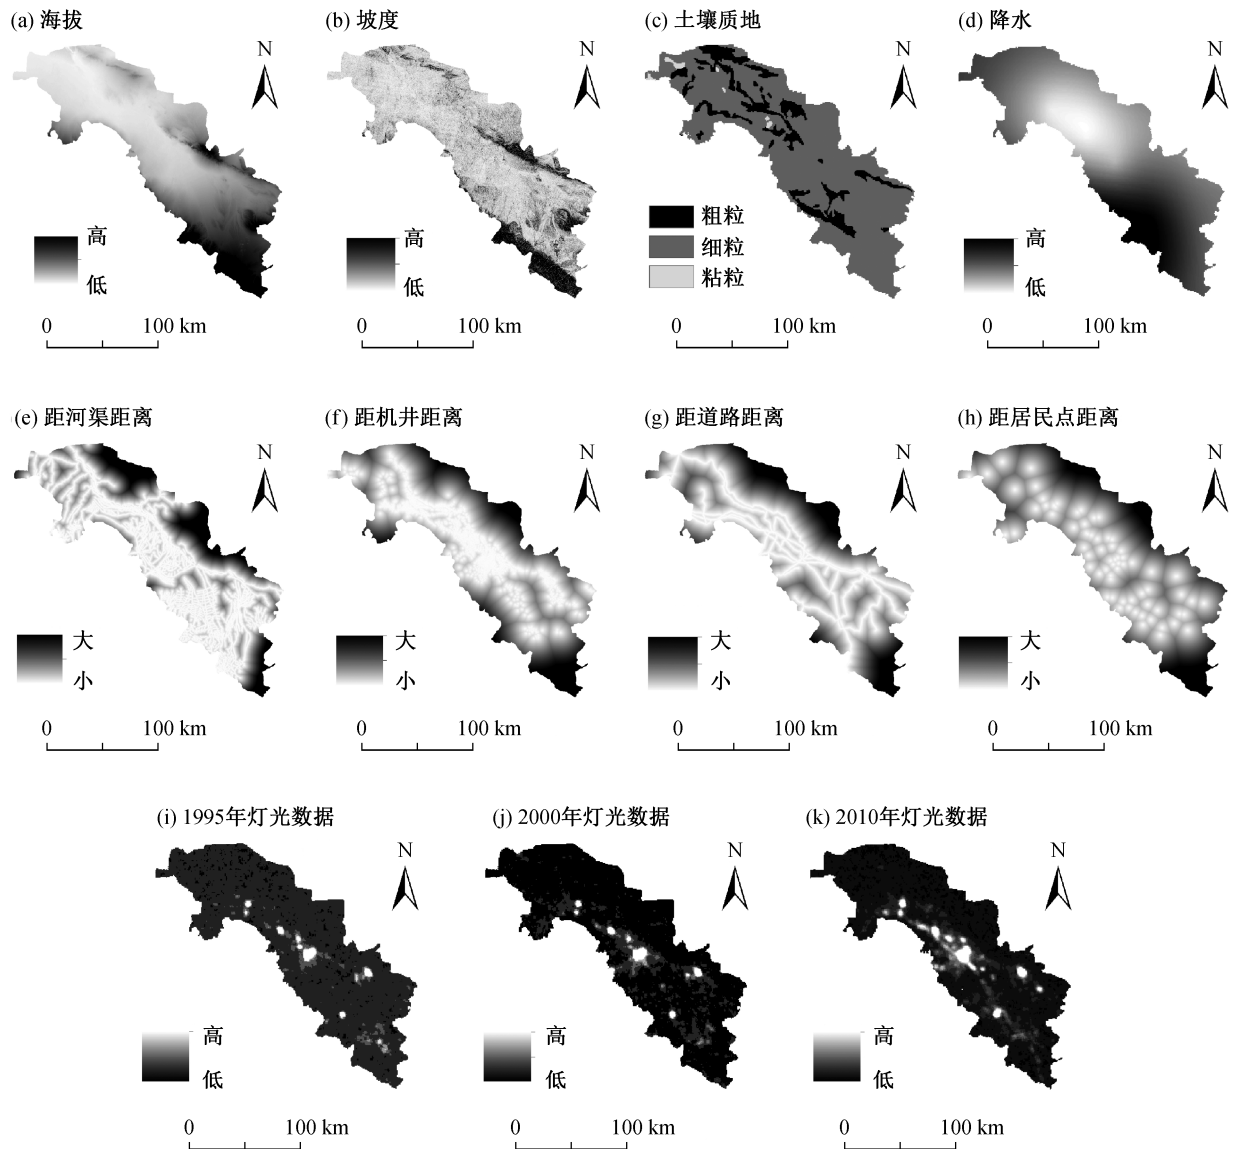 (a) 海拔 (b) 坡度 (c) 土壤质地 (d) 降水
N N N N
高 高 粗粒 高
低 低 细粒 低
粘粒
0 100 km 0 100 km 0 100 km 0 100 km
(e) 距河渠距离 (f) 距机井距离 (g) 距道路距离 (h) 距居民点距离
N N N N
大 大 大 大
小 小 小 小
0 100 km 0 100 km 0 100 km 0 100 km
(i) 1995年灯光数据 (j) 2000年灯光数据 (k) 2010年灯光数据
N N N
高 高 高
低 低 低
0 100 km 0 100 km 0 100 km